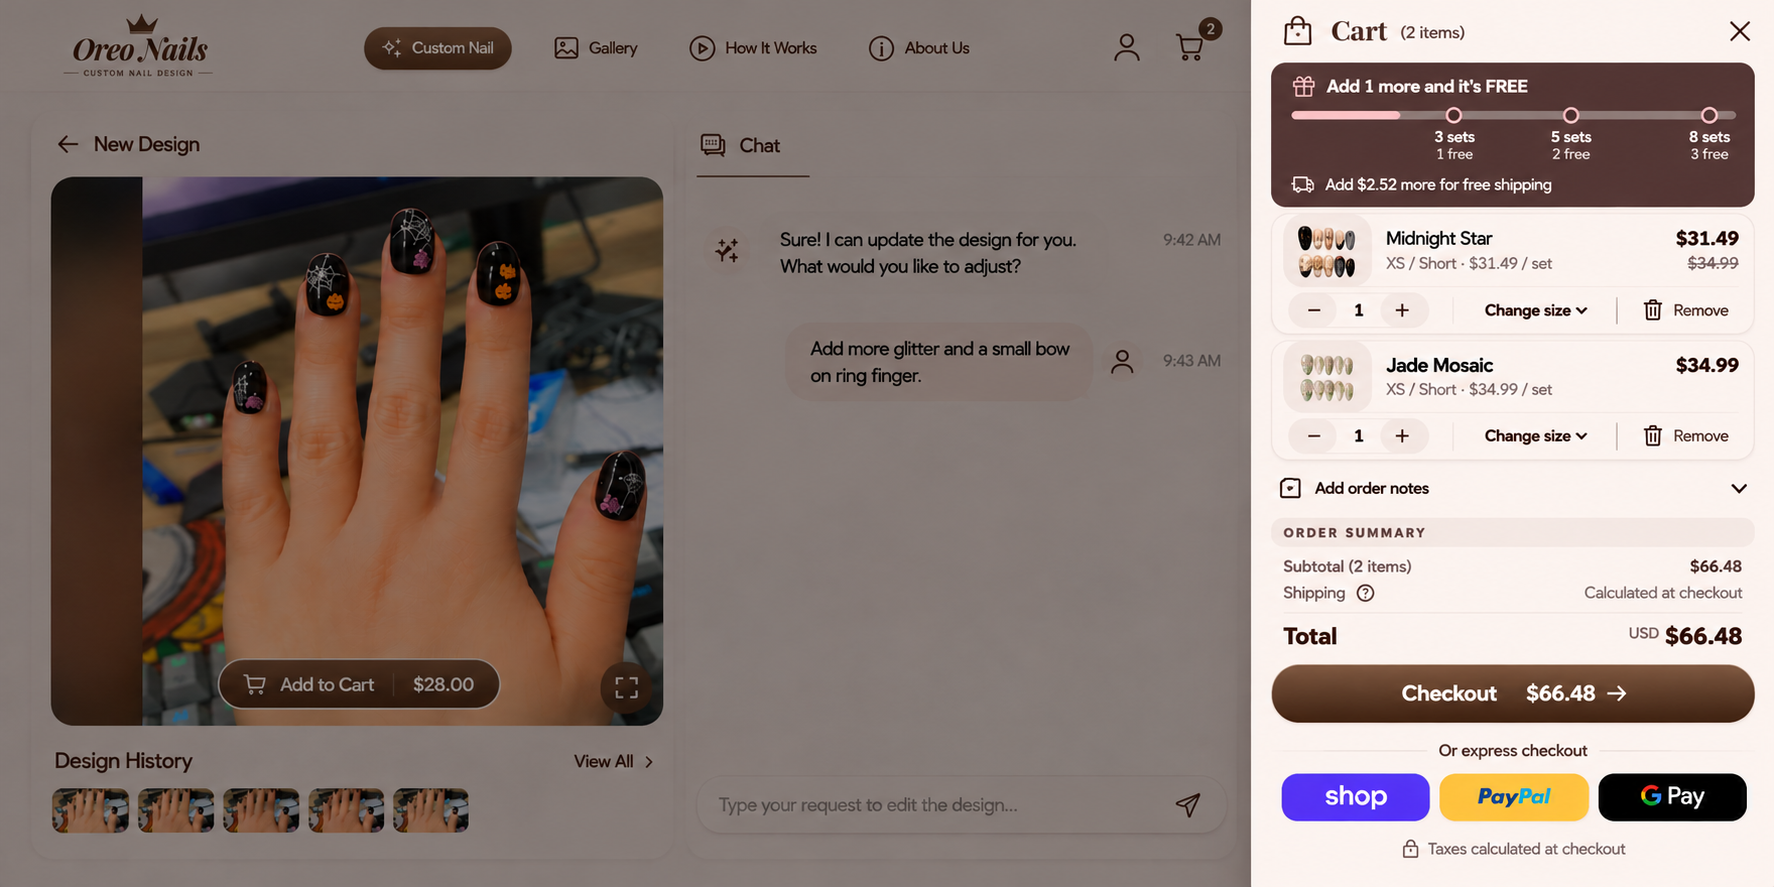 Oreo Nails
CUSTOM NAIL DESIGN
Custom Nail
Gallery
How It Works
About Us
2
New Design
Add to Cart
$28.00
Design History
View All
Chat
Sure! I can update the design for you.
What would you like to adjust?
9:42 AM
Add more glitter and a small bow
on ring finger.
9:43 AM
Type your request to edit the design...
Cart (2 items)
Add 1 more and it's FREE
3 sets
1 free
5 sets
2 free
8 sets
3 free
Add $2.52 more for free shipping
Midnight Star
$31.49
XS / Short · $31.49 / set
$34.99
1
Change size
Remove
Jade Mosaic
$34.99
XS / Short · $34.99 / set
1
Change size
Remove
Add order notes
ORDER SUMMARY
Subtotal (2 items)
$66.48
Shipping
Calculated at checkout
Total
USD $66.48
Checkout $66.48
Or express checkout
shop
PayPal
G Pay
Taxes calculated at checkout